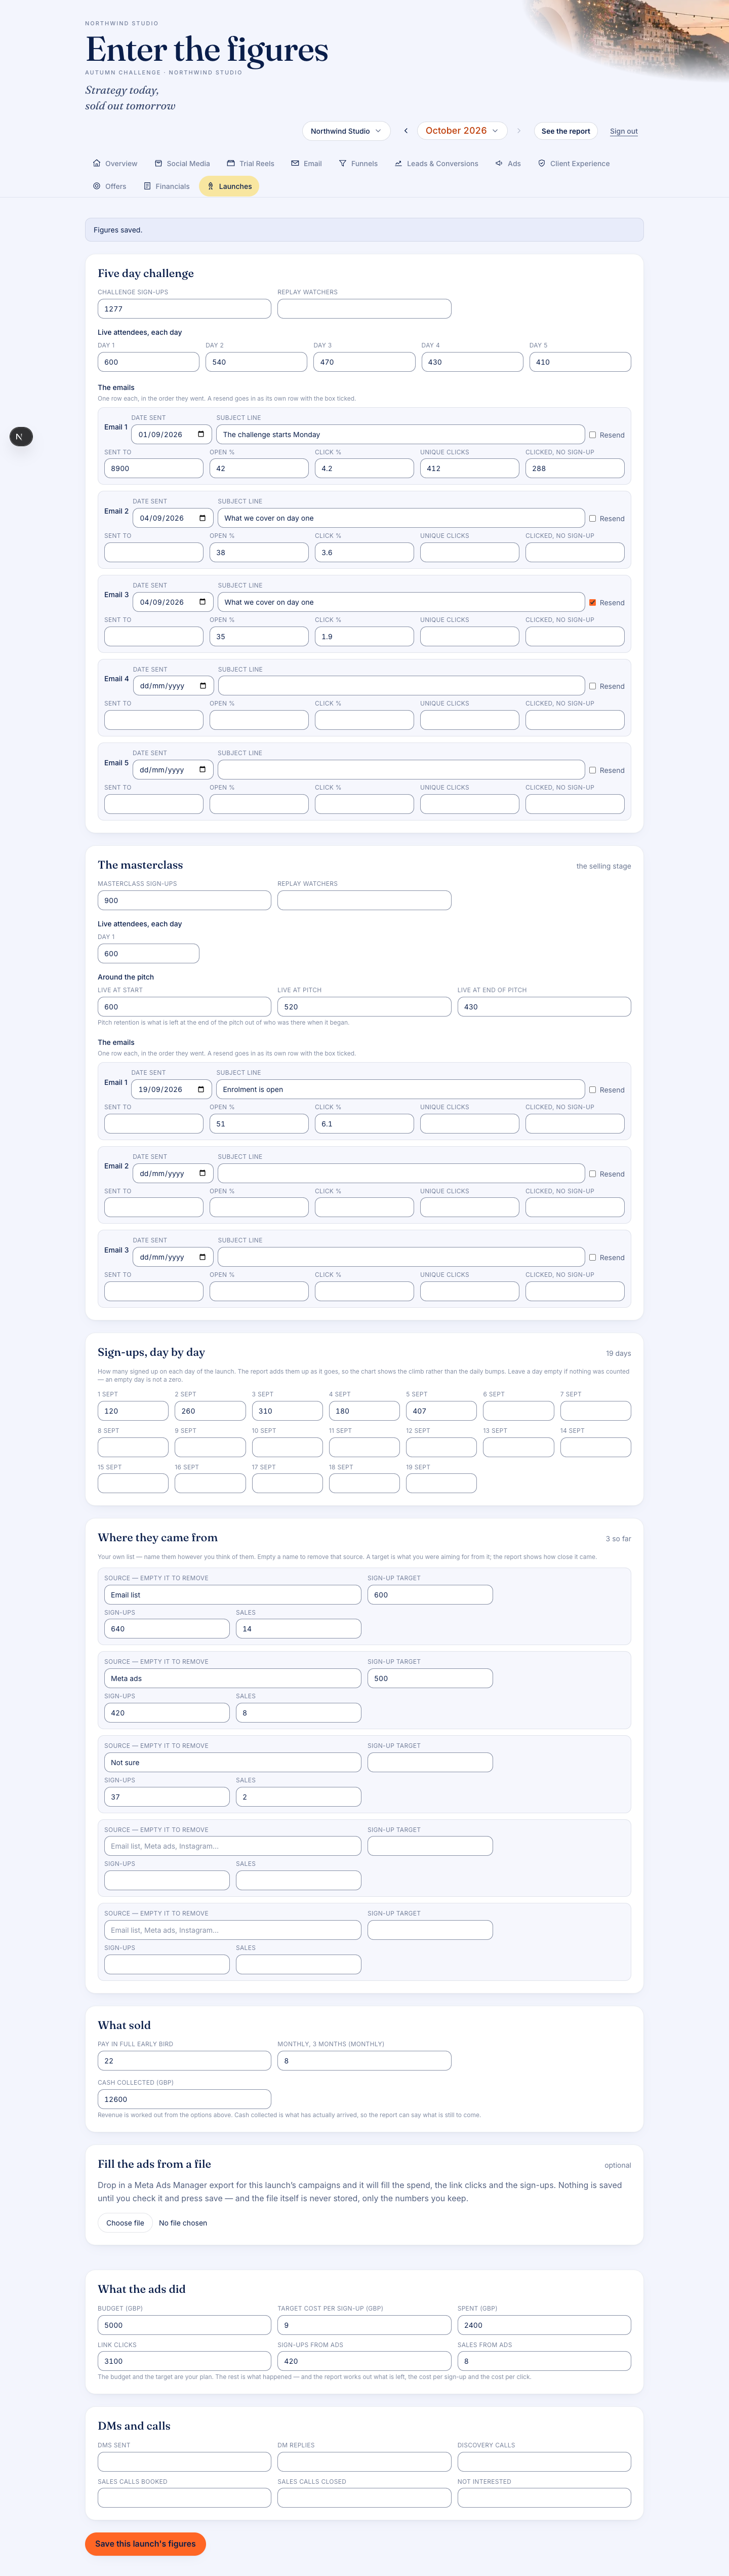 NORTHWIND STUDIO
Enter the figures
AUTUMN CHALLENGE · NORTHWIND STUDIO
Strategy today,
sold out tomorrow
Northwind Studio
October 2026
See the report
Sign out
Overview Social Media Trial Reels Email Funnels Leads & Conversions Ads Client Experience
Offers Financials Launches
Figures saved.
Five day challenge
CHALLENGE SIGN-UPS REPLAY WATCHERS
1277
Live attendees, each day
DAY 1 DAY 2 DAY 3 DAY 4 DAY 5
600 540 470 430 410
The emails
One row each, in the order they went. A resend goes in as its own row with the box ticked.
DATE SENT SUBJECT LINE
Email 1 01/09/2026 The challenge starts Monday Resend
SENT TO OPEN % CLICK % UNIQUE CLICKS CLICKED, NO SIGN-UP
8900 42 4.2 412 288
DATE SENT SUBJECT LINE
Email 2 04/09/2026 What we cover on day one Resend
SENT TO OPEN % CLICK % UNIQUE CLICKS CLICKED, NO SIGN-UP
38 3.6
DATE SENT SUBJECT LINE
Email 3 04/09/2026 What we cover on day one Resend
SENT TO OPEN % CLICK % UNIQUE CLICKS CLICKED, NO SIGN-UP
35 1.9
DATE SENT SUBJECT LINE
Email 4 dd/mm/yyyy Resend
SENT TO OPEN % CLICK % UNIQUE CLICKS CLICKED, NO SIGN-UP
DATE SENT SUBJECT LINE
Email 5 dd/mm/yyyy Resend
SENT TO OPEN % CLICK % UNIQUE CLICKS CLICKED, NO SIGN-UP
N
The masterclass the selling stage
MASTERCLASS SIGN-UPS REPLAY WATCHERS
900
Live attendees, each day
DAY 1
600
Around the pitch
LIVE AT START LIVE AT PITCH LIVE AT END OF PITCH
600 520 430
Pitch retention is what is left at the end of the pitch out of who was there when it began.
The emails
One row each, in the order they went. A resend goes in as its own row with the box ticked.
DATE SENT SUBJECT LINE
Email 1 19/09/2026 Enrolment is open Resend
SENT TO OPEN % CLICK % UNIQUE CLICKS CLICKED, NO SIGN-UP
51 6.1
DATE SENT SUBJECT LINE
Email 2 dd/mm/yyyy Resend
SENT TO OPEN % CLICK % UNIQUE CLICKS CLICKED, NO SIGN-UP
DATE SENT SUBJECT LINE
Email 3 dd/mm/yyyy Resend
SENT TO OPEN % CLICK % UNIQUE CLICKS CLICKED, NO SIGN-UP
Sign-ups, day by day 19 days
How many signed up on each day of the launch. The report adds them up as it goes, so the chart shows the climb rather than the daily bumps. Leave a day empty if nothing was counted
— an empty day is not a zero.
1 SEPT 2 SEPT 3 SEPT 4 SEPT 5 SEPT 6 SEPT 7 SEPT
120 260 310 180 407
8 SEPT 9 SEPT 10 SEPT 11 SEPT 12 SEPT 13 SEPT 14 SEPT
15 SEPT 16 SEPT 17 SEPT 18 SEPT 19 SEPT
Where they came from 3 so far
Your own list — name them however you think of them. Empty a name to remove that source. A target is what you were aiming for from it; the report shows how close it came.
SOURCE — EMPTY IT TO REMOVE SIGN-UP TARGET
Email list 600
SIGN-UPS SALES
640 14
SOURCE — EMPTY IT TO REMOVE SIGN-UP TARGET
Meta ads 500
SIGN-UPS SALES
420 8
SOURCE — EMPTY IT TO REMOVE SIGN-UP TARGET
Not sure
SIGN-UPS SALES
37 2
SOURCE — EMPTY IT TO REMOVE SIGN-UP TARGET
Email list, Meta ads, Instagram...
SIGN-UPS SALES
SOURCE — EMPTY IT TO REMOVE SIGN-UP TARGET
Email list, Meta ads, Instagram...
SIGN-UPS SALES
What sold
PAY IN FULL EARLY BIRD MONTHLY, 3 MONTHS (MONTHLY)
22 8
CASH COLLECTED (GBP)
12600
Revenue is worked out from the options above. Cash collected is what has actually arrived, so the report can say what is still to come.
Fill the ads from a file optional
Drop in a Meta Ads Manager export for this launch's campaigns and it will fill the spend, the link clicks and the sign-ups. Nothing is saved
until you check it and press save — and the file itself is never stored, only the numbers you keep.
Choose file No file chosen
What the ads did
BUDGET (GBP) TARGET COST PER SIGN-UP (GBP) SPENT (GBP)
5000 9 2400
LINK CLICKS SIGN-UPS FROM ADS SALES FROM ADS
3100 420 8
The budget and the target are your plan. The rest is what happened — and the report works out what is left, the cost per sign-up and the cost per click.
DMs and calls
DMS SENT DM REPLIES DISCOVERY CALLS
SALES CALLS BOOKED SALES CALLS CLOSED NOT INTERESTED
Save this launch's figures